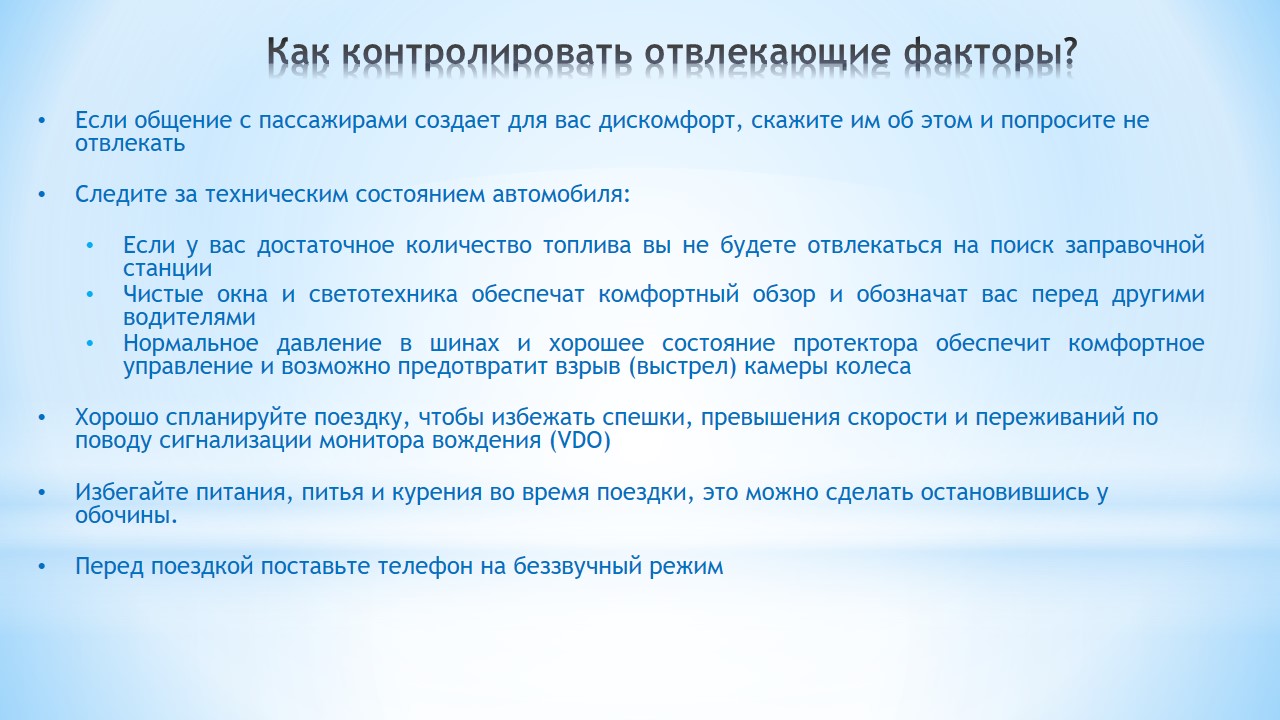 Как контролировать отвлекающие факторы?
• Если общение с пассажирами создает для вас дискомфорт, скажите им об этом и попросите не
отвлекать
• Следите за техническим состоянием автомобиля:
• Если у вас достаточное количество топлива вы не будете отвлекаться на поиск заправочной
станции
• Чистые окна и светотехника обеспечат комфортный обзор и обозначат вас перед другими
водителями
• Нормальное давление в шинах и хорошее состояние протектора обеспечит комфортное
управление и возможно предотвратит взрыв (выстрел) камеры колеса
• Хорошо спланируйте поездку, чтобы избежать спешки, превышения скорости и переживаний по
поводу сигнализации монитора вождения (VDO)
• Избегайте питания, питья и курения во время поездки, это можно сделать остановившись у
обочины.
• Перед поездкой поставьте телефон на беззвучный режим